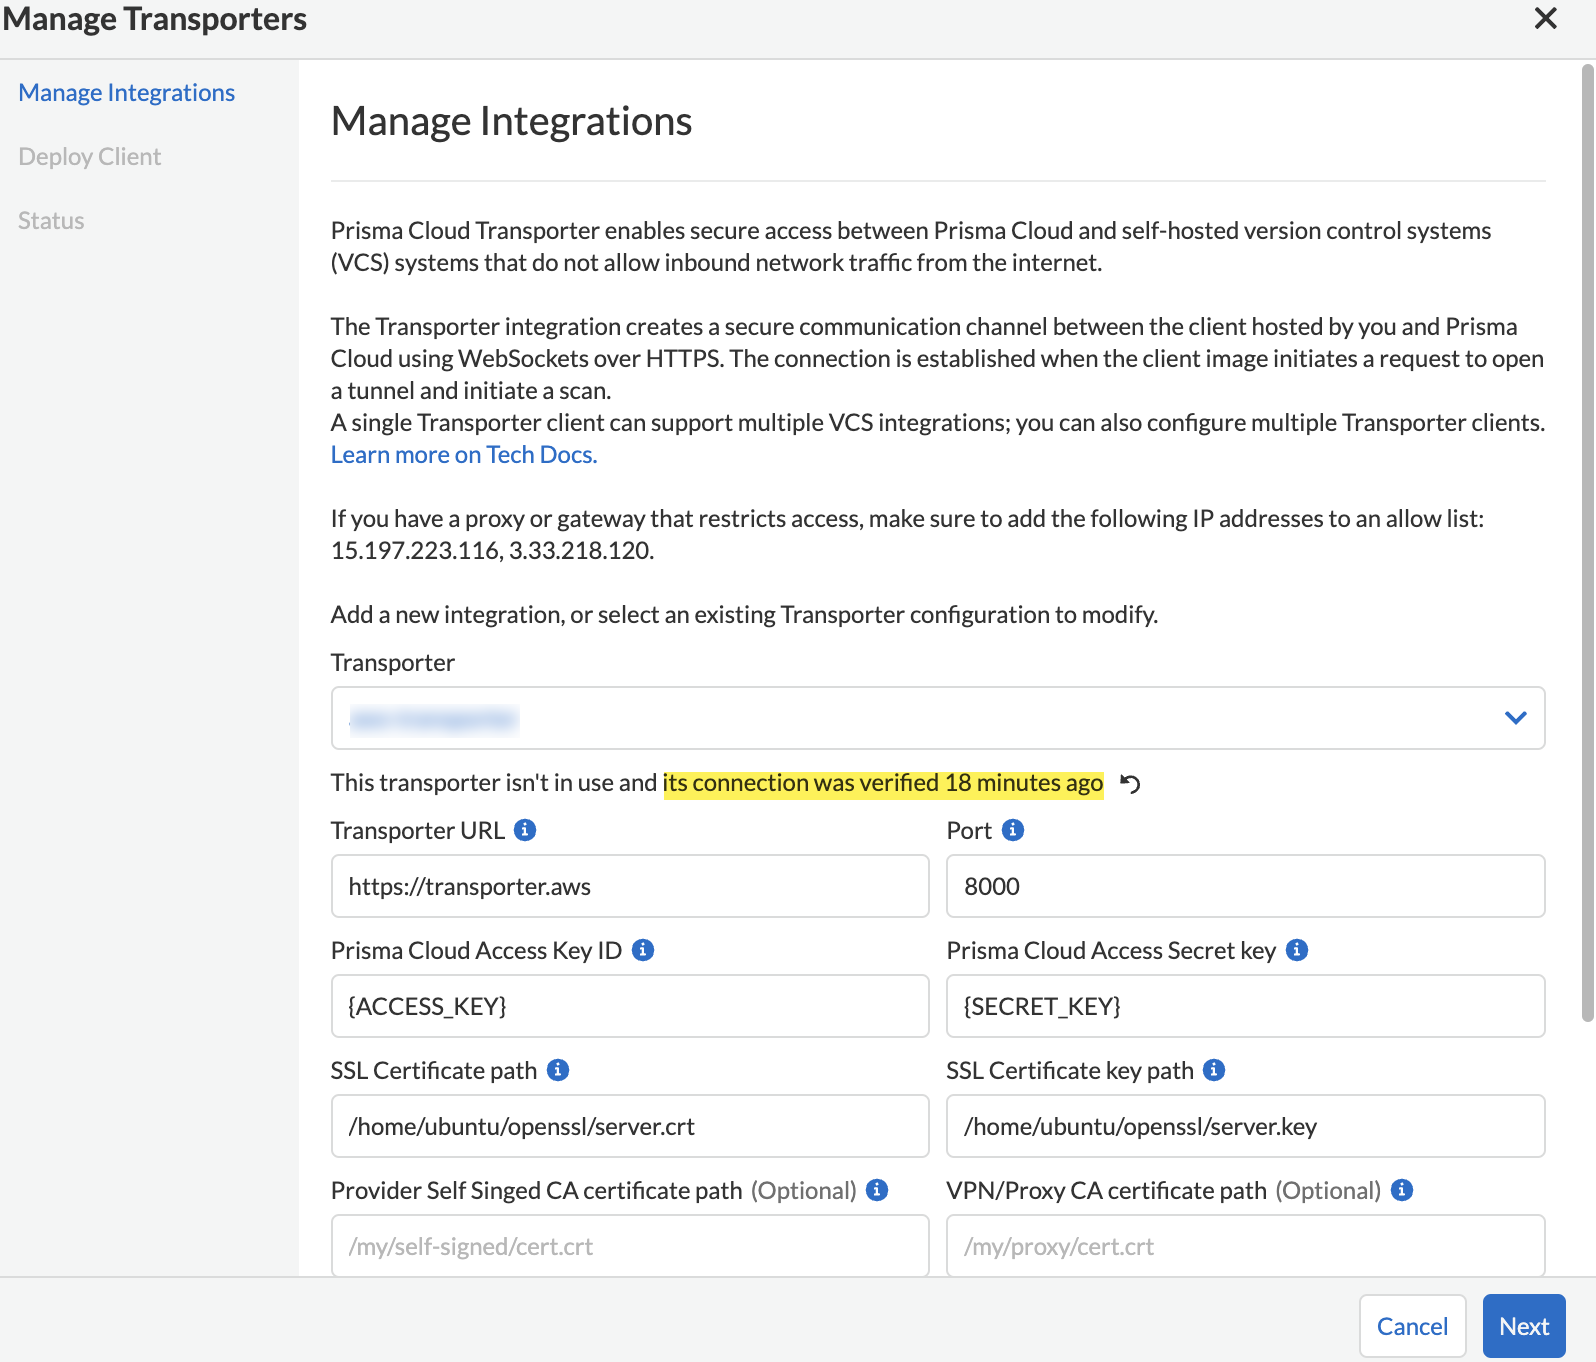 Manage Transporters
Manage Integrations
Deploy Client
Status
Manage Integrations
Prisma Cloud Transporter enables secure access between Prisma Cloud and self-hosted version control systems
(VCS) systems that do not allow inbound network traffic from the internet.
The Transporter integration creates a secure communication channel between the client hosted by you and Prisma
Cloud using WebSockets over HTTPS. The connection is established when the client image initiates a request to open
a tunnel and initiate a scan.
A single Transporter client can support multiple VCS integrations; you can also configure multiple Transporter clients.
Learn more on Tech Docs.
If you have a proxy or gateway that restricts access, make sure to add the following IP addresses to an allow list:
15.197.223.116, 3.33.218.120.
Add a new integration, or select an existing Transporter configuration to modify.
Transporter
This transporter isn't in use and its connection was verified 18 minutes ago
Transporter URL
Port
https://transporter.aws
8000
Prisma Cloud Access Key ID
Prisma Cloud Access Secret key
{ACCESS_KEY}
{SECRET_KEY}
SSL Certificate path
SSL Certificate key path
/home/ubuntu/openssl/server.crt
/home/ubuntu/openssl/server.key
Provider Self Singed CA certificate path (Optional)
VPN/Proxy CA certificate path (Optional)
/my/self-signed/cert.crt
/my/proxy/cert.crt
Cancel
Next